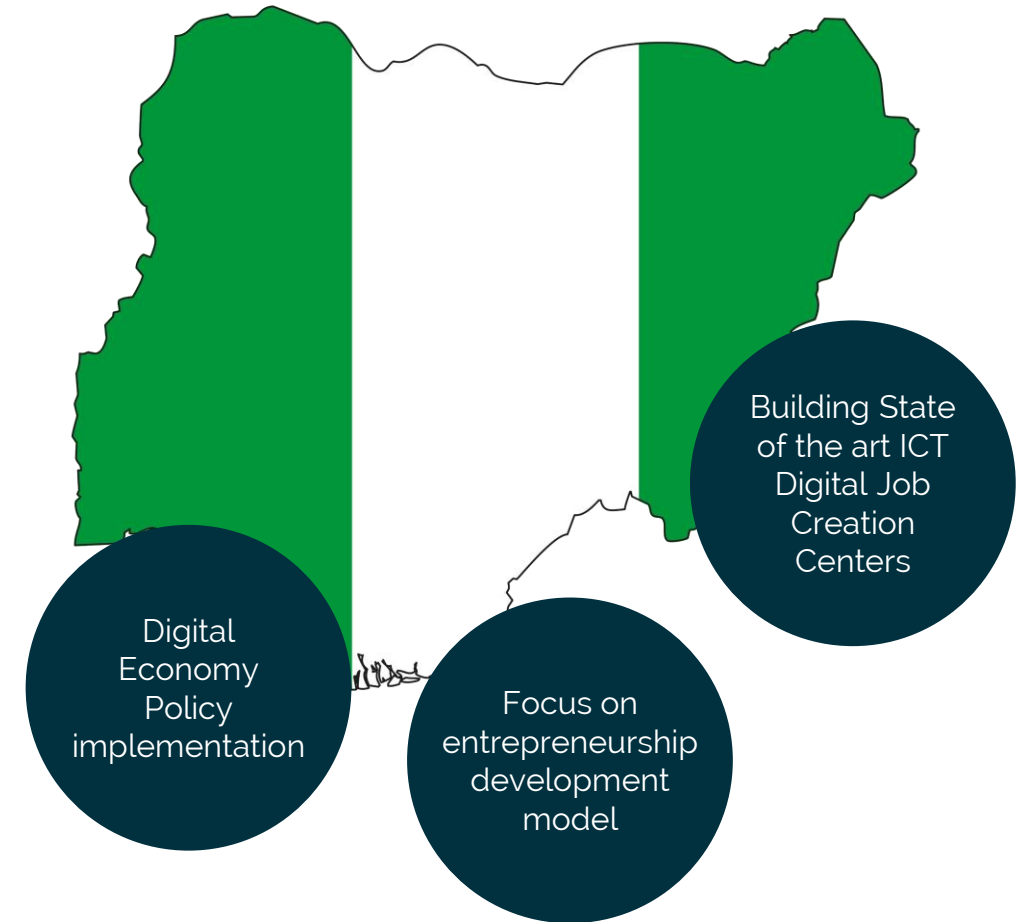 Building State
of the art ICT
Digital Job
Creation
Centers
Digital
Economy
Policy
implementation
Focus on
entrepreneurship
development
model